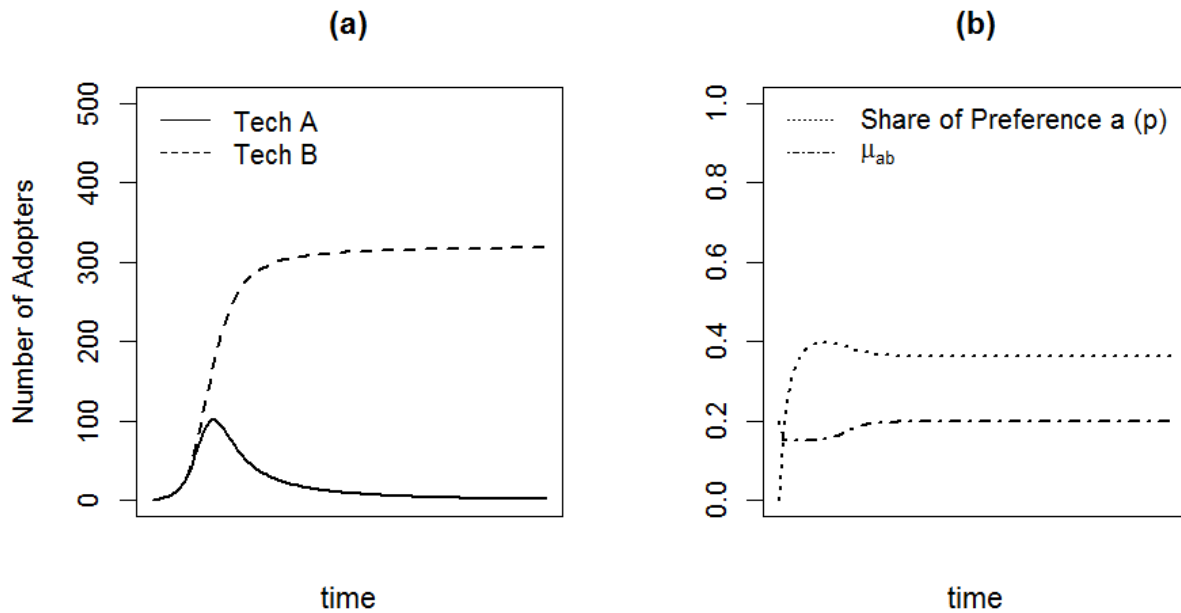 (a)
Number of Adopters
500
400
300
200
100
0
Tech A
Tech B
time
(b)
1.0
0.8
0.6
0.4
0.2
0.0
Share of Preference a (p)
μab
time